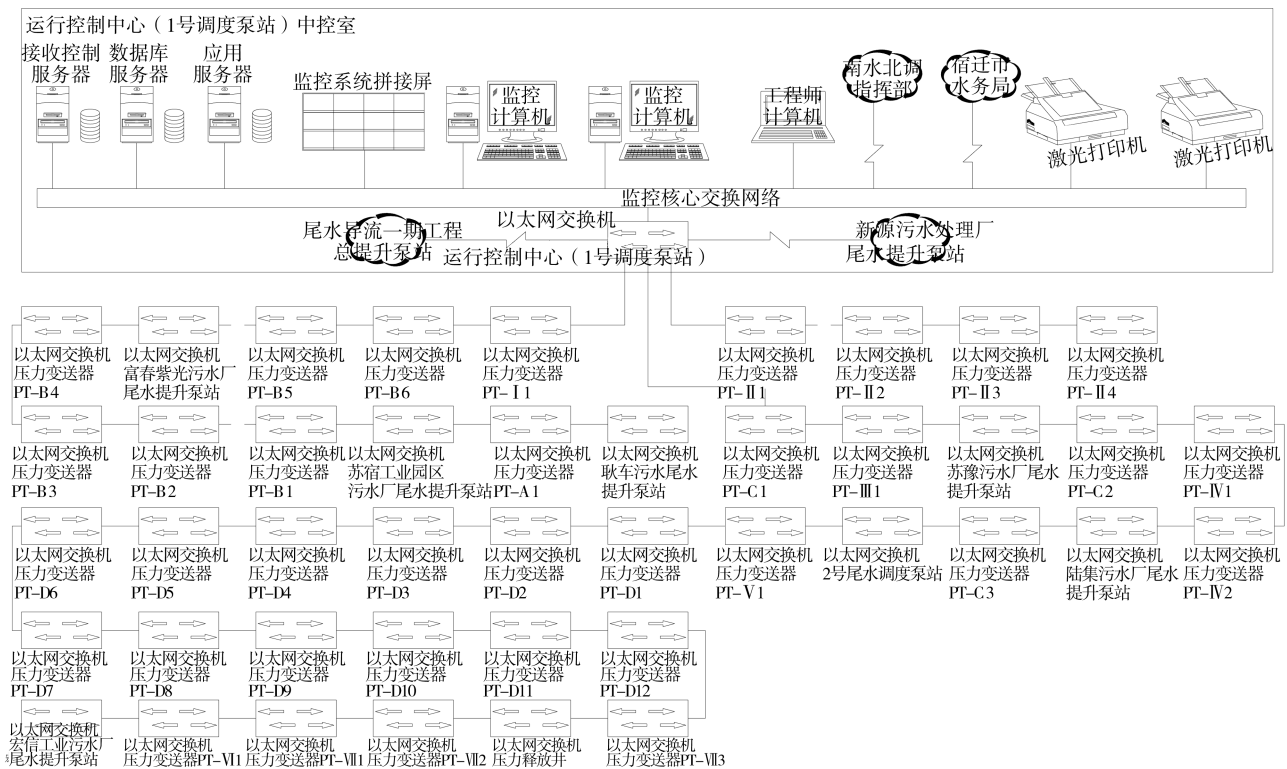 运行控制中心（1号调度泵站）中控室
接收控制
服务器
数据库
服务器
应用
服务器
监控系统拼接屏
监控
计算机
监控
计算机
工程师
计算机
南水北调
指挥部
宿迁市
水务局
激光打印机
激光打印机
监控核心交换网络
尾水导流一期工程
总提升泵站
以太网交换机
运行控制中心（1号调度泵站）
新源污水处理厂
尾水提升泵站
以太网交换机
压力变送器
PT-B4
以太网交换机
富春紫光污水厂
尾水提升泵站
以太网交换机
压力变送器
PT-B5
以太网交换机
压力变送器
PT-B6
以太网交换机
压力变送器
PT-Ⅰ1
以太网交换机
压力变送器
PT-Ⅱ1
以太网交换机
压力变送器
PT-Ⅱ2
以太网交换机
压力变送器
PT-Ⅱ3
以太网交换机
压力变送器
PT-Ⅱ4
以太网交换机
压力变送器
PT-B3
以太网交换机
压力变送器
PT-B2
以太网交换机
压力变送器
PT-B1
以太网交换机
苏宿工业园区
污水厂尾水提升泵站
以太网交换机
压力变送器
PT-A1
以太网交换机
耿车污水尾水
提升泵站
以太网交换机
压力变送器
PT-C1
以太网交换机
压力变送器
PT-Ⅲ1
以太网交换机
苏豫污水厂尾水
提升泵站
以太网交换机
压力变送器
PT-C2
以太网交换机
压力变送器
PT-Ⅳ1
以太网交换机
压力变送器
PT-D6
以太网交换机
压力变送器
PT-D5
以太网交换机
压力变送器
PT-D4
以太网交换机
压力变送器
PT-D3
以太网交换机
压力变送器
PT-D2
以太网交换机
压力变送器
PT-D1
以太网交换机
压力变送器
PT-Ⅴ1
以太网交换机
2号尾水调度泵站
以太网交换机
压力变送器
PT-C3
以太网交换机
陆集污水厂尾水
提升泵站
以太网交换机
压力变送器
PT-Ⅳ2
以太网交换机
压力变送器
PT-D7
以太网交换机
压力变送器
PT-D8
以太网交换机
压力变送器
PT-D9
以太网交换机
压力变送器
PT-D10
以太网交换机
压力变送器
PT-D11
以太网交换机
压力变送器
PT-D12
以太网交换机
宏信工业污水厂
尾水提升泵站
以太网交换机
压力变送器PT-Ⅵ1
以太网交换机
压力变送器PT-Ⅶ1
以太网交换机
压力变送器PT-Ⅶ2
以太网交换机
压力释放井
以太网交换机
压力变送器PT-Ⅶ3